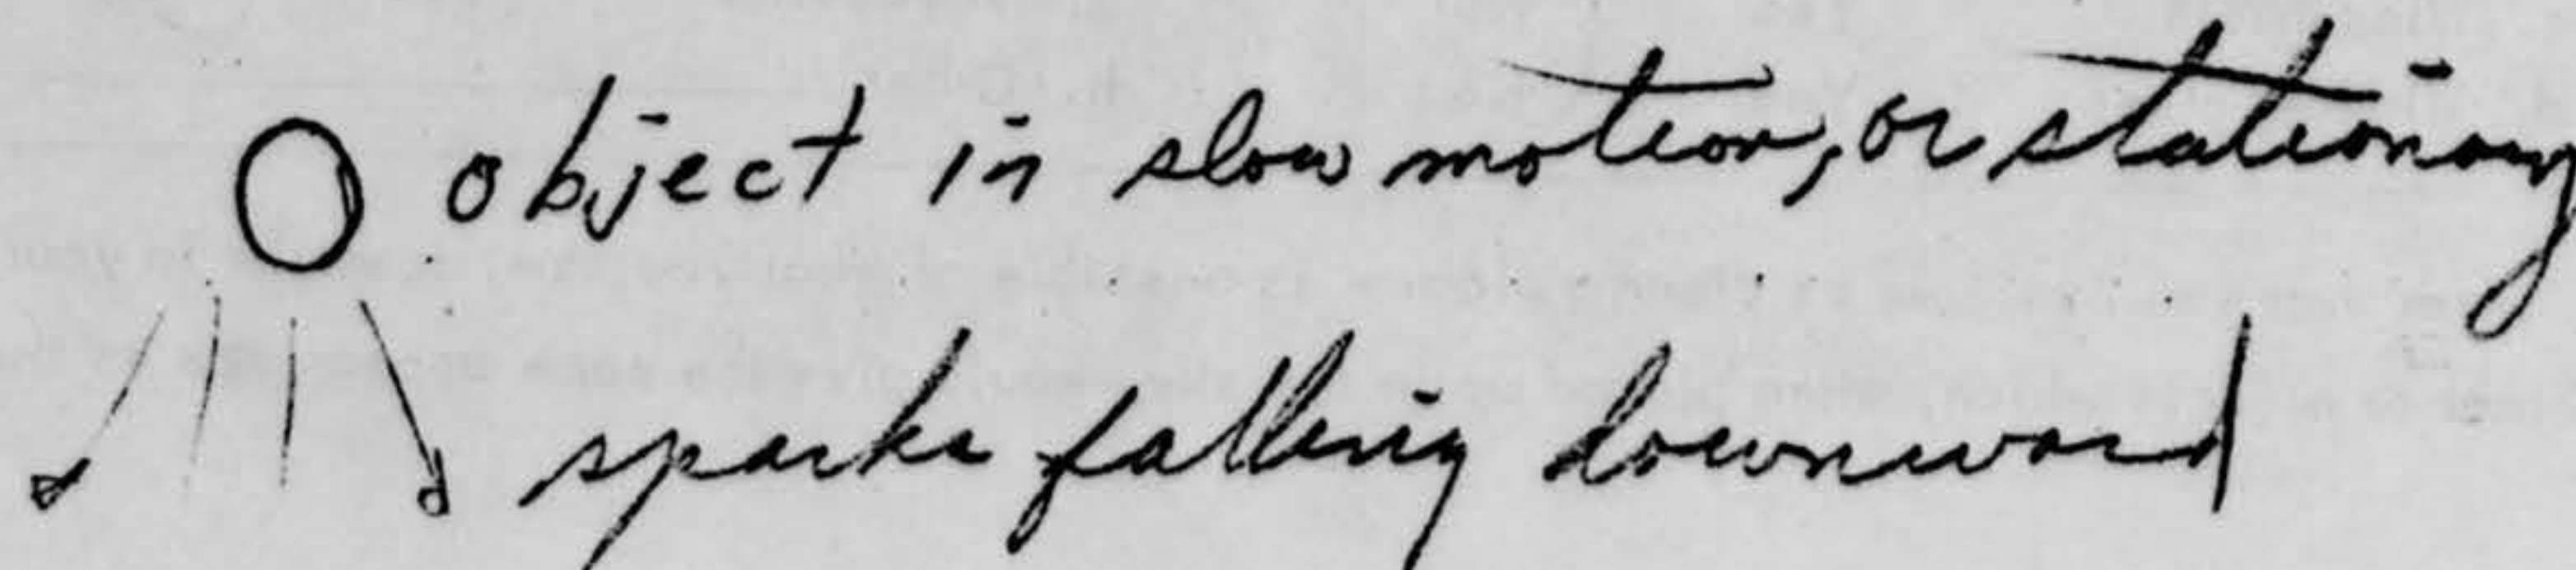 object in slow motion, or stationary
sparks falling downward